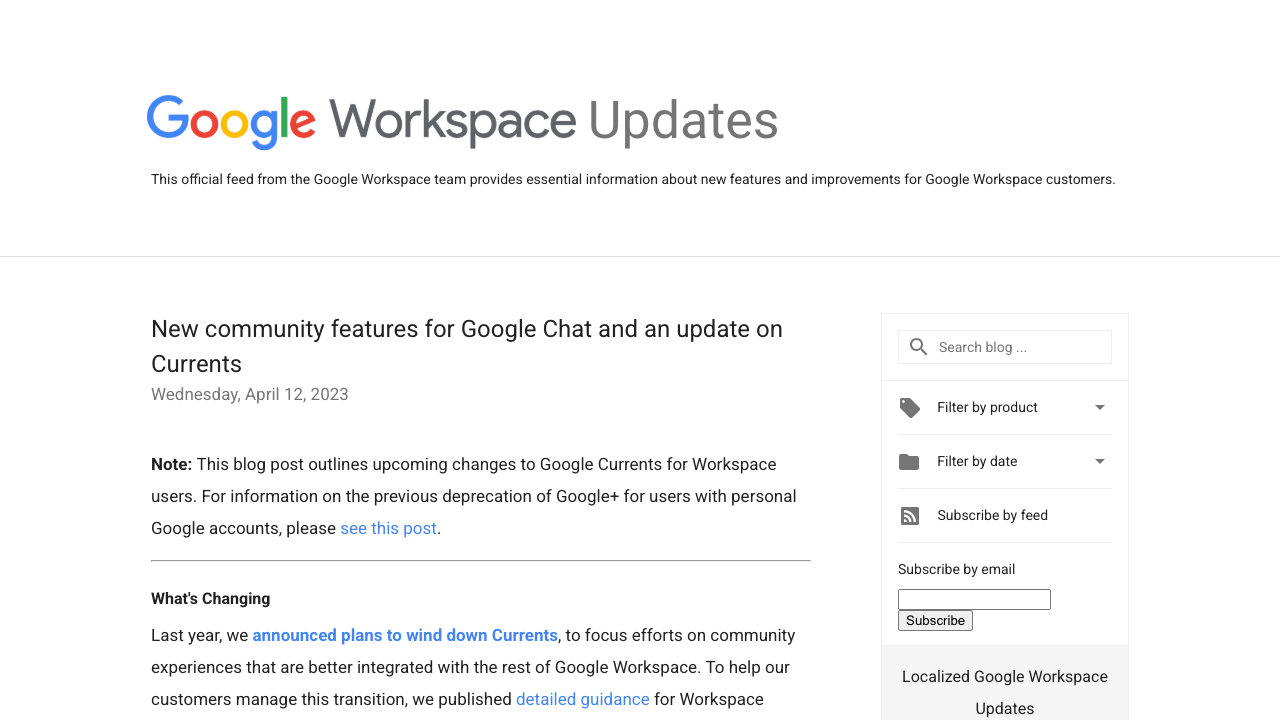 Google Workspace Updates
This official feed from the Google Workspace team provides essential information about new features and improvements for Google Workspace customers.
New community features for Google Chat and an update on
Currents
Wednesday, April 12, 2023
Note: This blog post outlines upcoming changes to Google Currents for Workspace
users. For information on the previous deprecation of Google+ for users with personal
Google accounts, please see this post.
What's Changing
Last year, we announced plans to wind down Currents, to focus efforts on community
experiences that are better integrated with the rest of Google Workspace. To help our
customers manage this transition, we published detailed guidance for Workspace
Search blog ...
Filter by product
Filter by date
Subscribe by feed
Subscribe by email
Subscribe
Localized Google Workspace
Updates